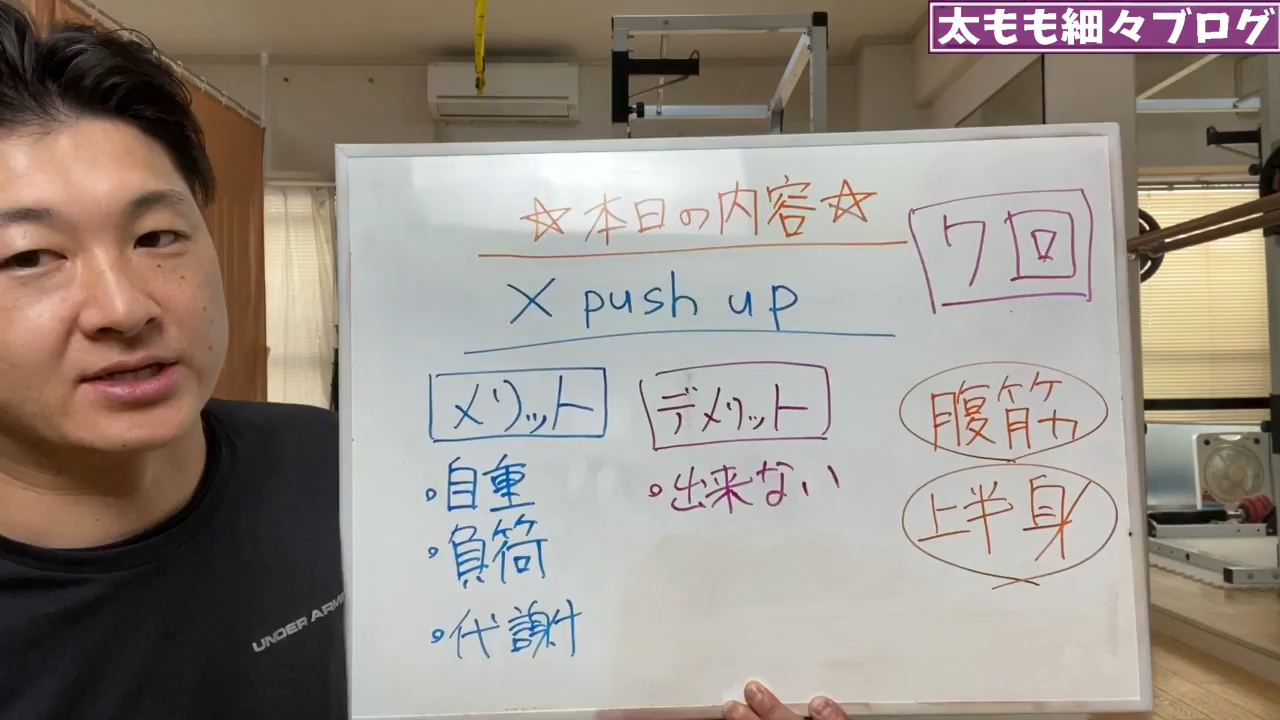 太もも細々ブログ
☆本日の内容☆
7回
X push up
メリット
デメリット
・自重
・負荷
・代謝
・出来ない
腹筋
上半身
UNDER ARMO